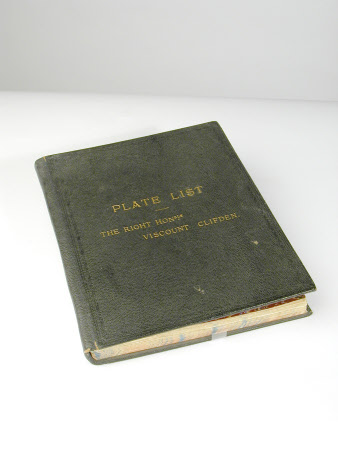 PLATE LIST
THE RIGHT HONBLE
VISCOUNT CLIFDEN.